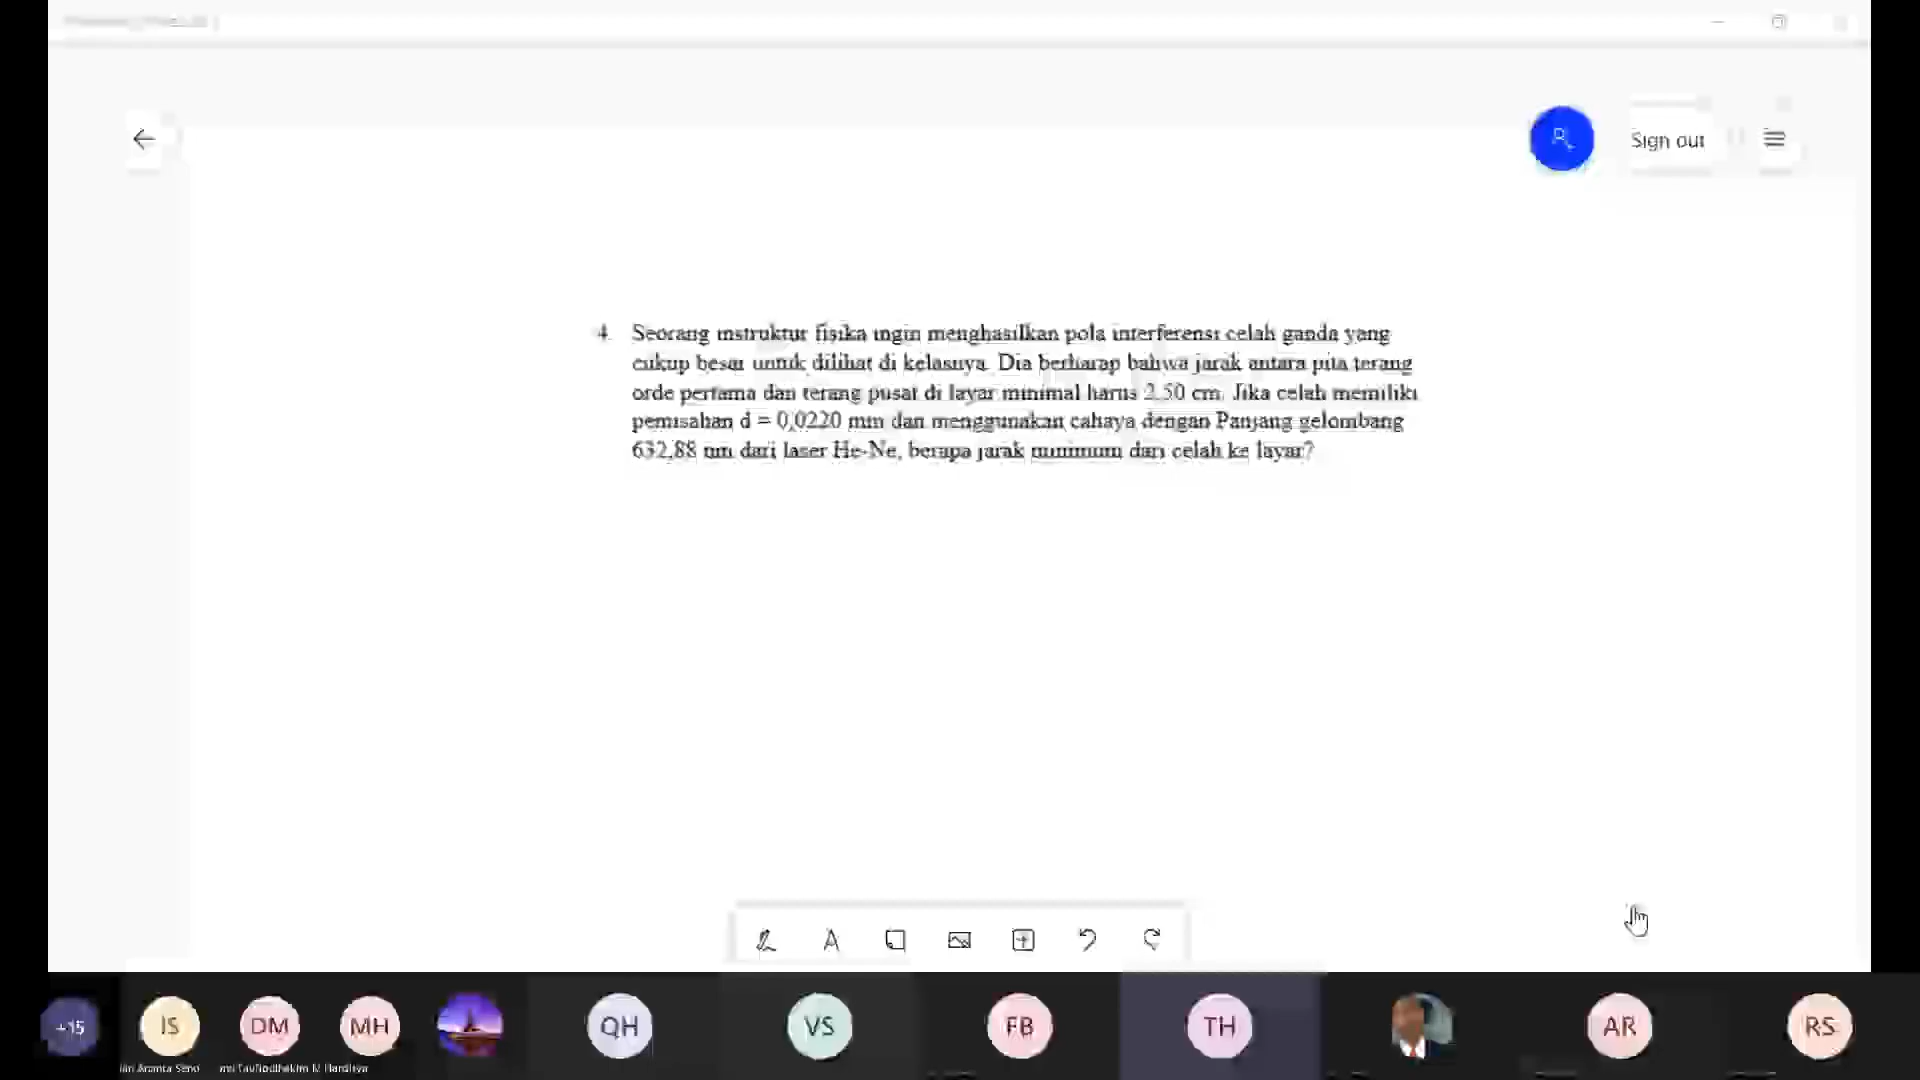 Sign out
4. Seorang instruktur fisika ingin menghasilkan pola interferensi celah ganda yang
cukup besar untuk dilihat di kelasnya. Dia berharap bahwa jarak antara pita terang
orde pertama dan terang pusat di layar minimal harus 2,50 cm. Jika celah memiliki
pemisahan d = 0,0220 mm dan menggunakan cahaya dengan Panjang gelombang
632,88 nm dari laser He-Ne, berapa jarak minimum dari celah ke layar?
+15
IS
DM
MH
QH
VS
FB
TH
AR
RS